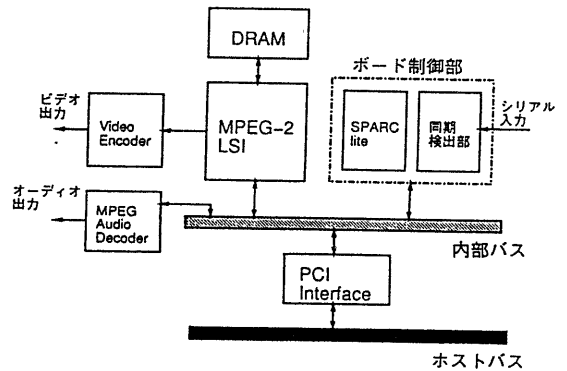 DRAM
ボード制御部
ビデオ
出力
Video
Encoder
MPEG-2
LSI
SPARC
lite
同期
検出部
シリアル
入力
オーディオ
出力
MPEG
Audio
Decoder
内部バス
PCI
Interface
ホストバス